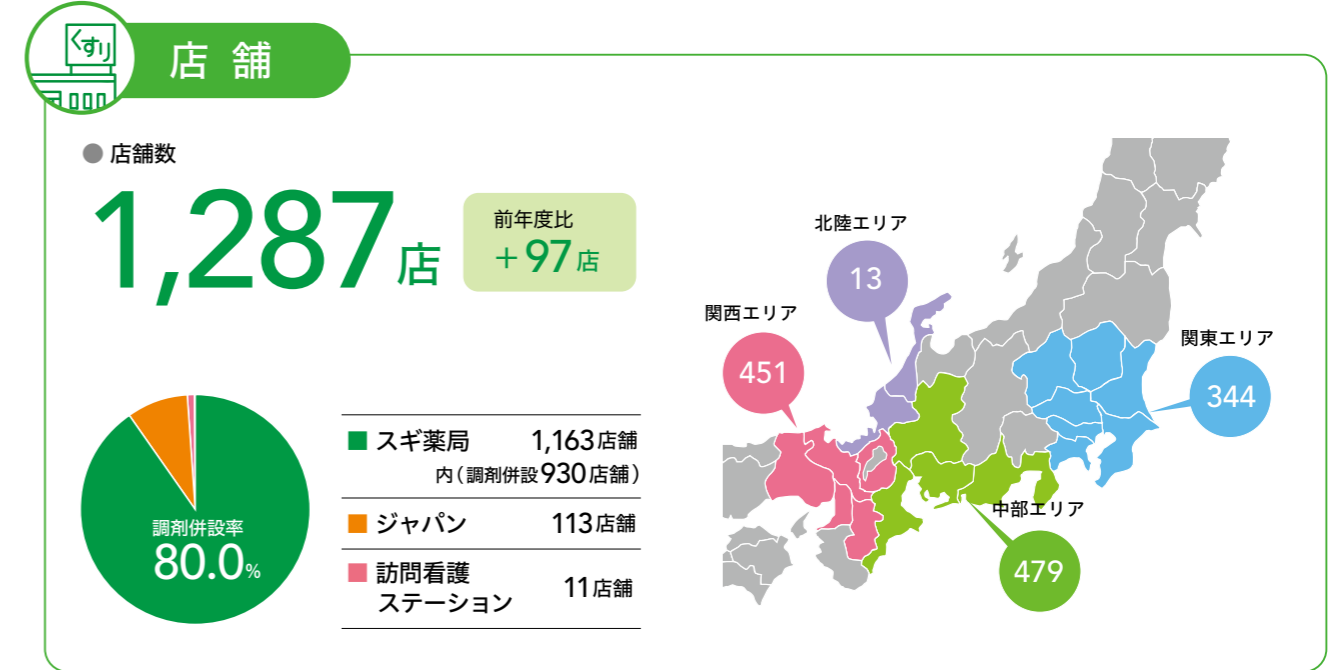 くすり
店舗
店舗数
1,287店
前年度比
+97店
調剤併設率
80.0%
スギ薬局 1,163店舗
内(調剤併設930店舗)
ジャパン 113店舗
訪問看護
ステーション 11店舗
北陸エリア
13
関西エリア
451
関東エリア
344
中部エリア
479